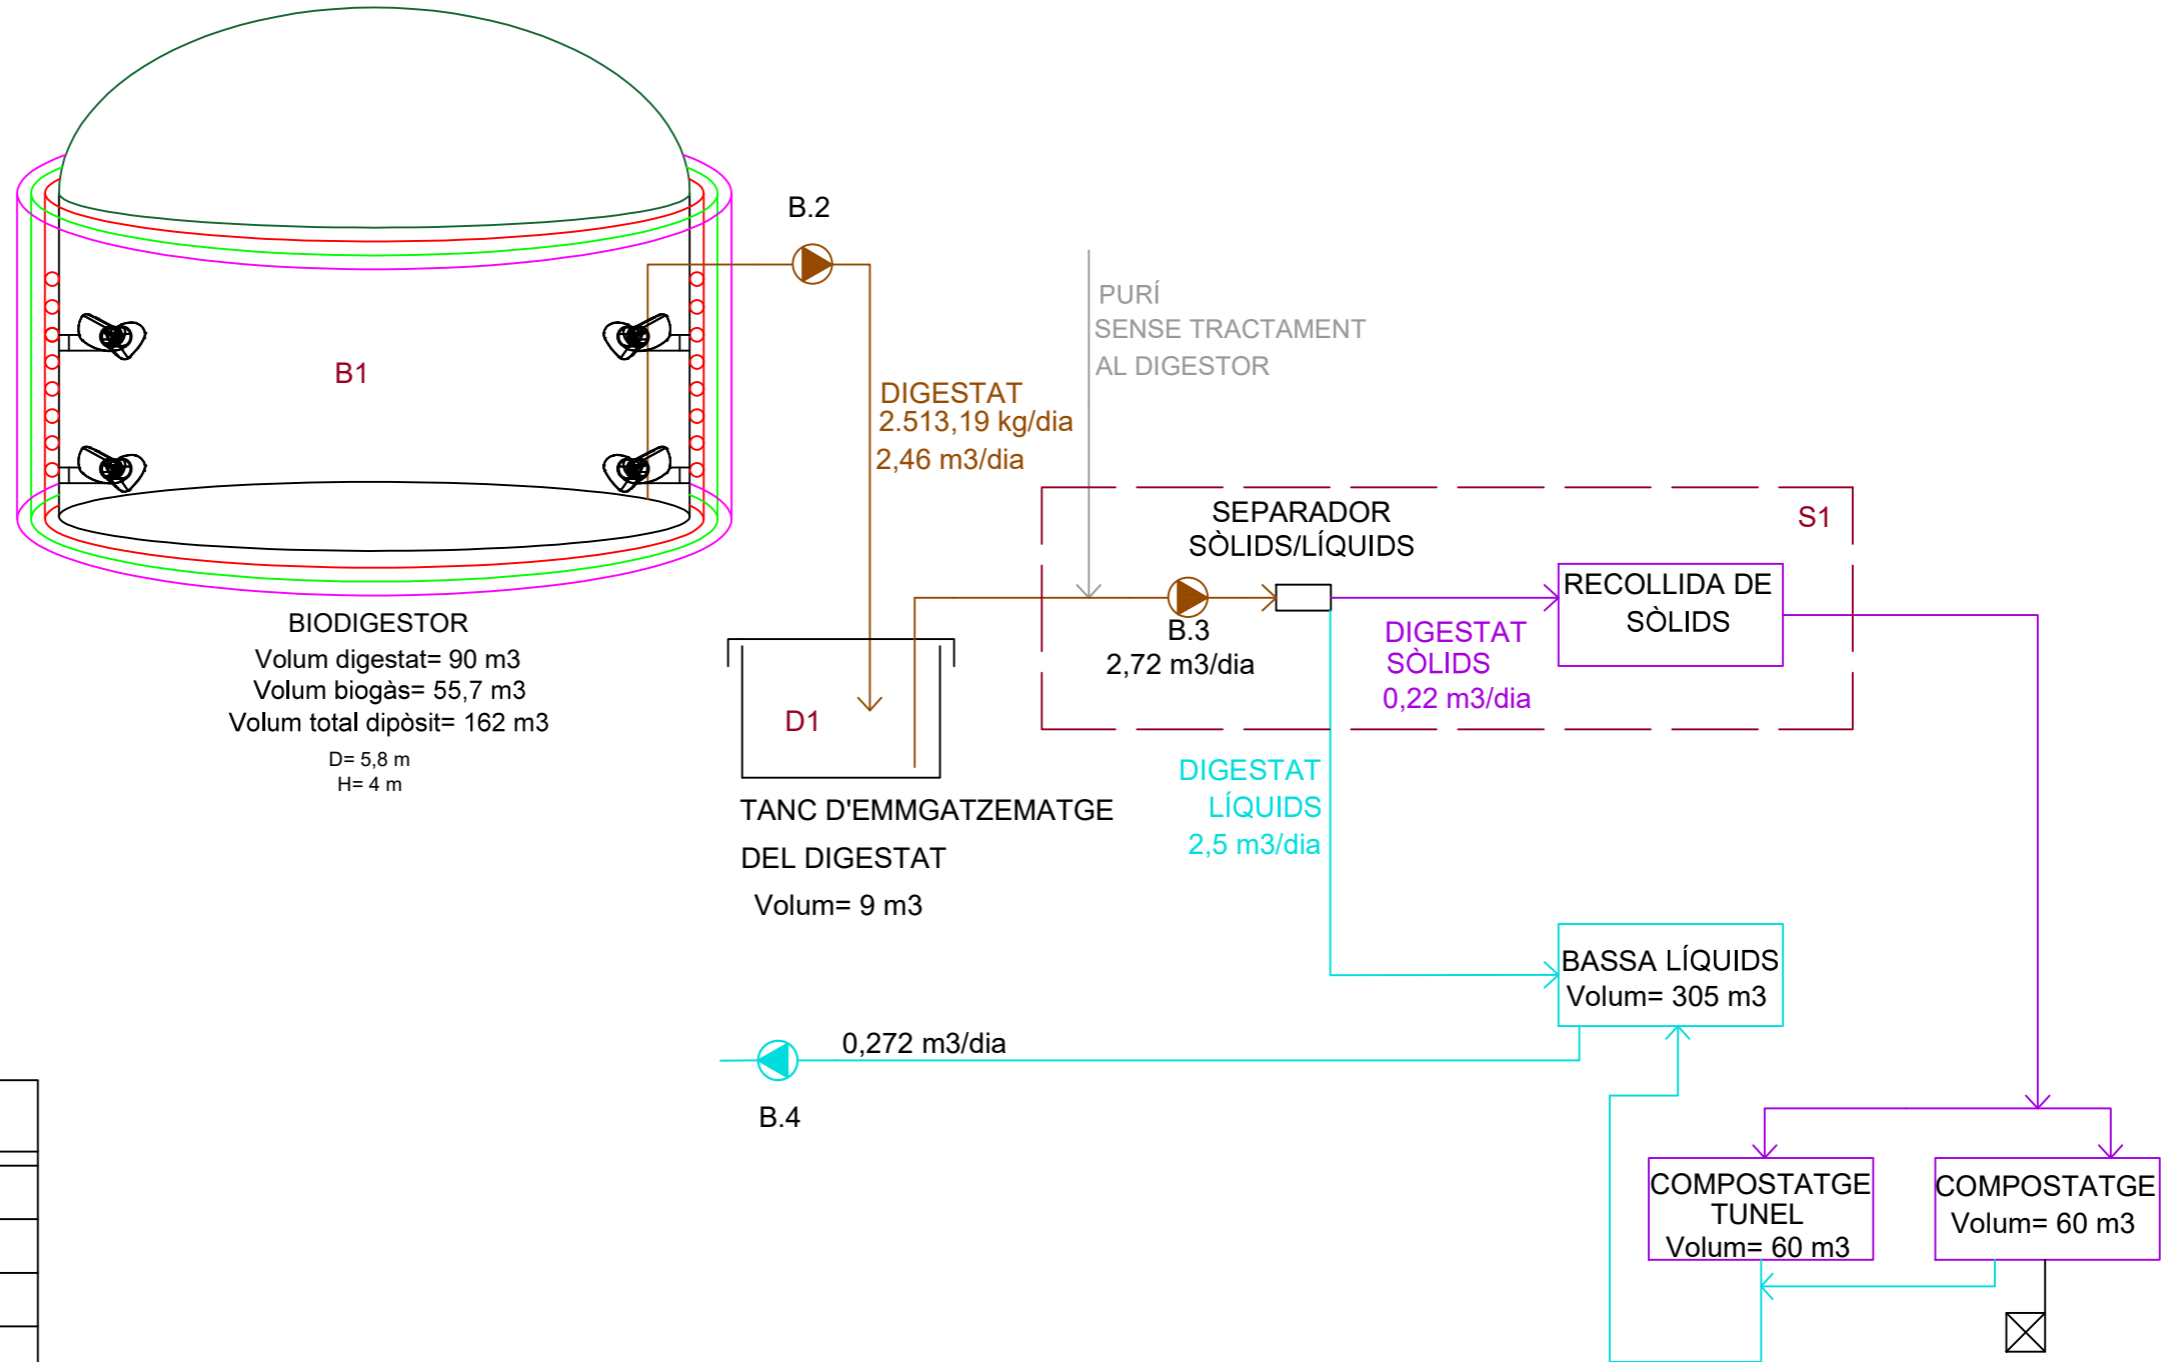 B.2
B1
PURÍ
SENSE TRACTAMENT
AL DIGESTOR
DIGESTAT
2.513,19 kg/dia
2,46 m3/dia
SEPARADOR
SÒLIDS/LÍQUIDS
S1
RECOLLIDA DE
SÒLIDS
B.3
2,72 m3/dia
DIGESTAT
SÒLIDS
0,22 m3/dia
BIODIGESTOR
Volum digestat= 90 m3
Volum biogàs= 55,7 m3
Volum total dipòsit= 162 m3
D= 5,8 m
H= 4 m
D1
TANC D'EMMGATZEMATGE
DEL DIGESTAT
Volum= 9 m3
DIGESTAT
LÍQUIDS
2,5 m3/dia
BASSA LÍQUIDS
Volum= 305 m3
0,272 m3/dia
B.4
COMPOSTATGE
TUNEL
Volum= 60 m3
COMPOSTATGE
Volum= 60 m3